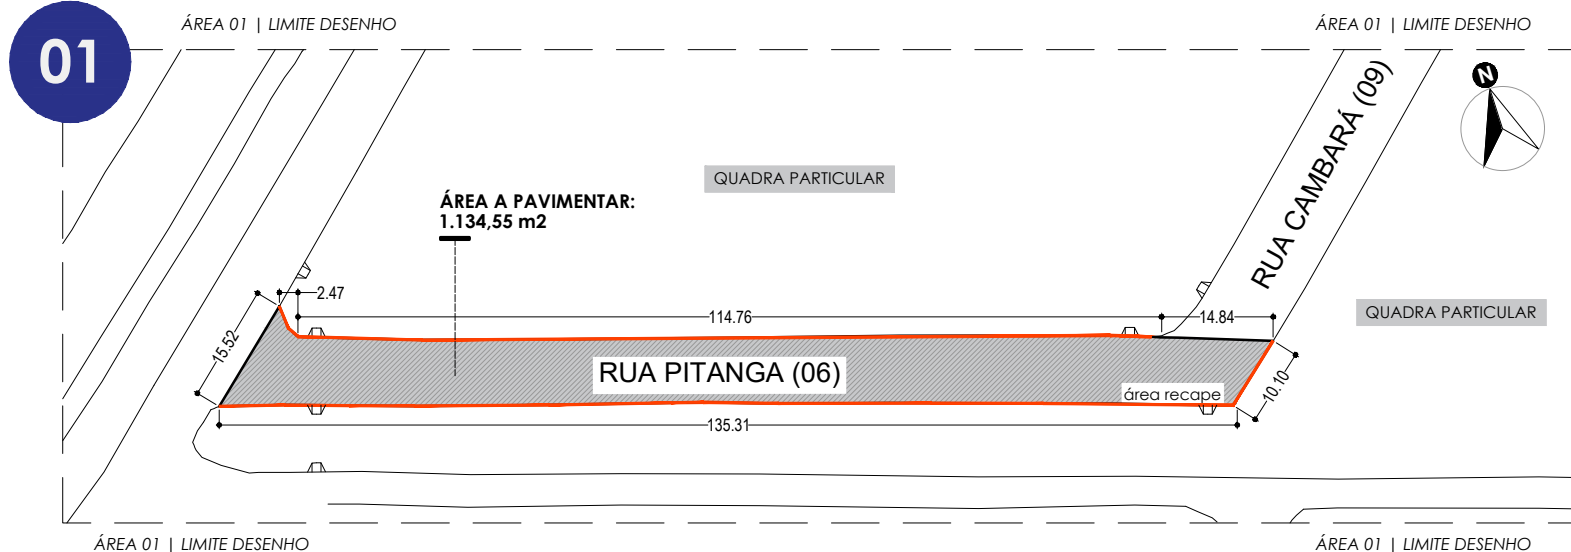 01
ÁREA 01 | LIMITE DESENHO
ÁREA 01 | LIMITE DESENHO
N
RUA CAMBARÁ (09)
QUADRA PARTICULAR
ÁREA A PAVIMENTAR:
1.134,55 m2
QUADRA PARTICULAR
2.47
114.76
14.84
15.52
RUA PITANGA (06)
área recape
10.10
135.31
ÁREA 01 | LIMITE DESENHO
ÁREA 01 | LIMITE DESENHO